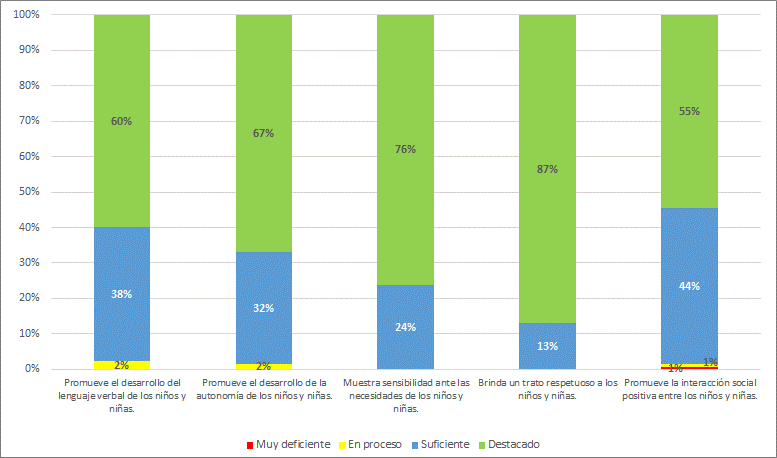 100%
90%
80%
70%
60%
50%
40%
30%
20%
10%
0%
60%
38%
2%
67%
32%
2%
76%
24%
87%
13%
55%
44%
1%
1%
Promueve el desarrollo del
lenguaje verbal de los niños y
niñas.
Promueve el desarrollo de la
autonomía de los niños y niñas.
Muestra sensibilidad ante las
necesidades de los niños y
niñas.
Brinda un trato respetuoso a los
niños y niñas.
Promueve la interacción social
positiva entre los niños y niñas.
Muy deficiente En proceso Suficiente Destacado